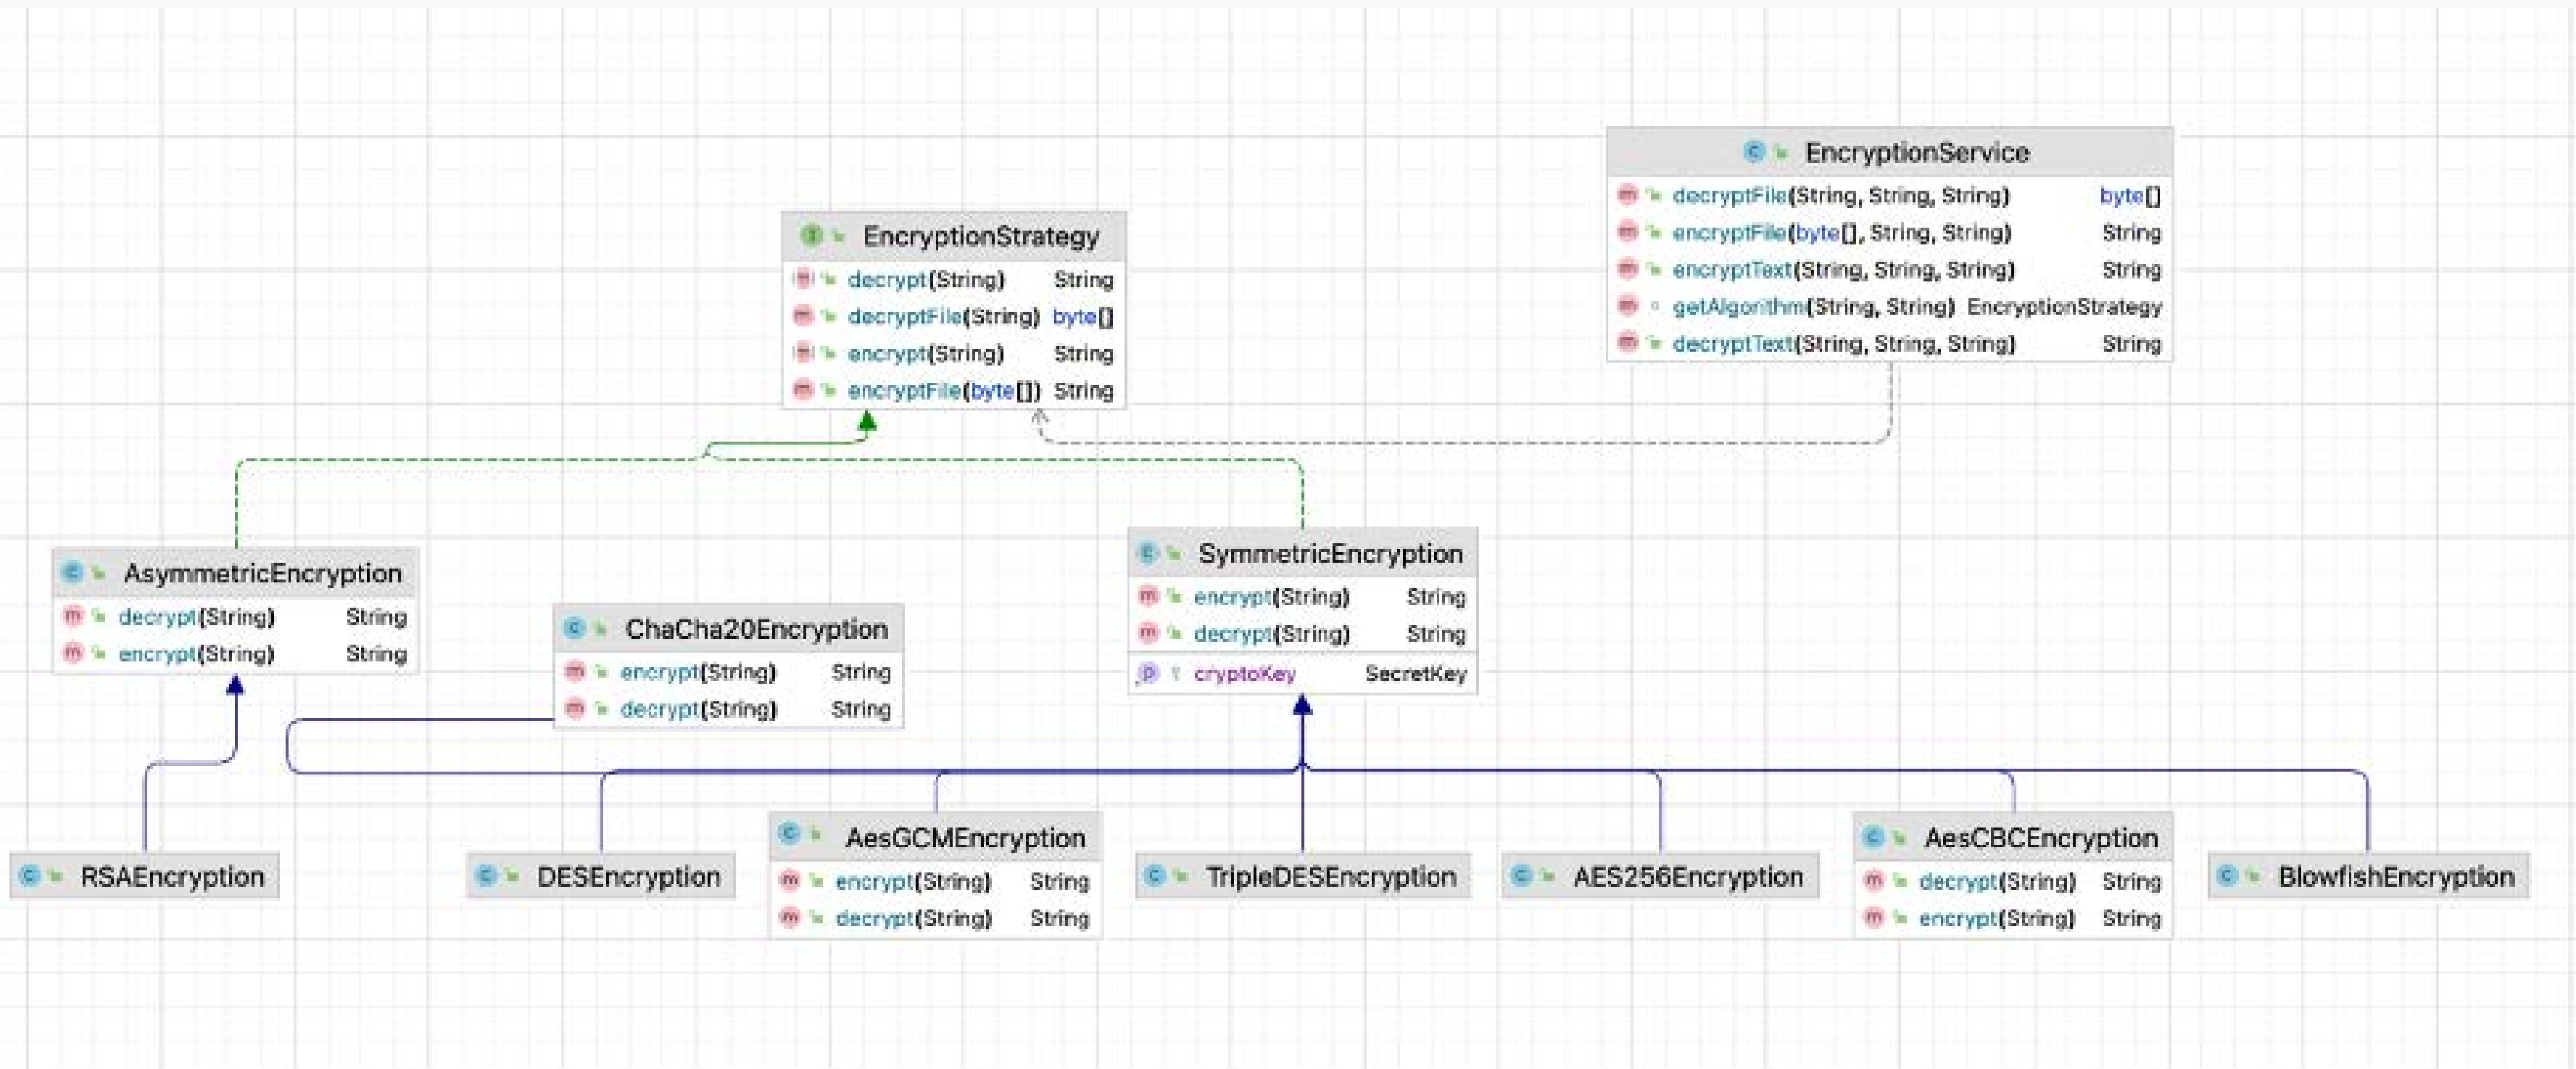 EncryptionService
decryptFile(String, String, String) byte[]
encryptFile(byte[], String, String) String
encryptText(String, String, String) String
getAlgorithm(String, String) EncryptionStrategy
decryptText(String, String, String) String
EncryptionStrategy
decrypt(String) String
decryptFile(String) byte[]
encrypt(String) String
encryptFile(byte[]) String
AsymmetricEncryption
decrypt(String) String
encrypt(String) String
ChaCha20Encryption
encrypt(String) String
decrypt(String) String
SymmetricEncryption
encrypt(String) String
decrypt(String) String
cryptoKey SecretKey
RSAEncryption
DESEncryption
AesGCMEncryption
encrypt(String) String
decrypt(String) String
TripleDESEncryption
AES256Encryption
AesCBCEncryption
decrypt(String) String
encrypt(String) String
BlowfishEncryption